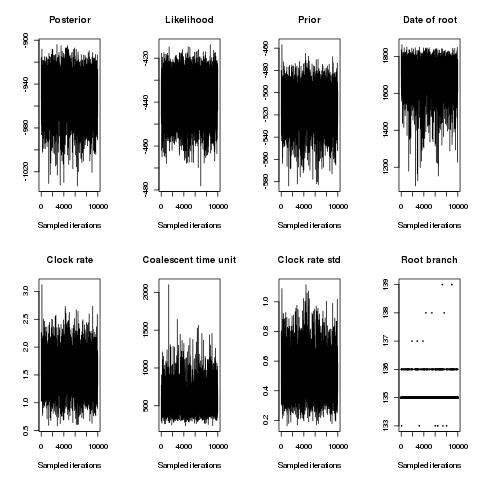 Posterior
Likelihood
Prior
Date of root
-900
-940
-980
-1020
-420
-440
-460
-480
-460
-480
-500
-520
-540
-560
-580
1800
1600
1400
1200
0 4000 10000
0 4000 10000
0 4000 10000
0 4000 10000
Sampled iterations
Sampled iterations
Sampled iterations
Sampled iterations
Clock rate
Coalescent time unit
Clock rate std
Root branch
3.0
2.5
2.0
1.5
1.0
0.5
2000
1500
1000
500
1.0
0.8
0.6
0.4
0.2
139
138
137
136
135
133
0 4000 10000
0 4000 10000
0 4000 10000
0 4000 10000
Sampled iterations
Sampled iterations
Sampled iterations
Sampled iterations